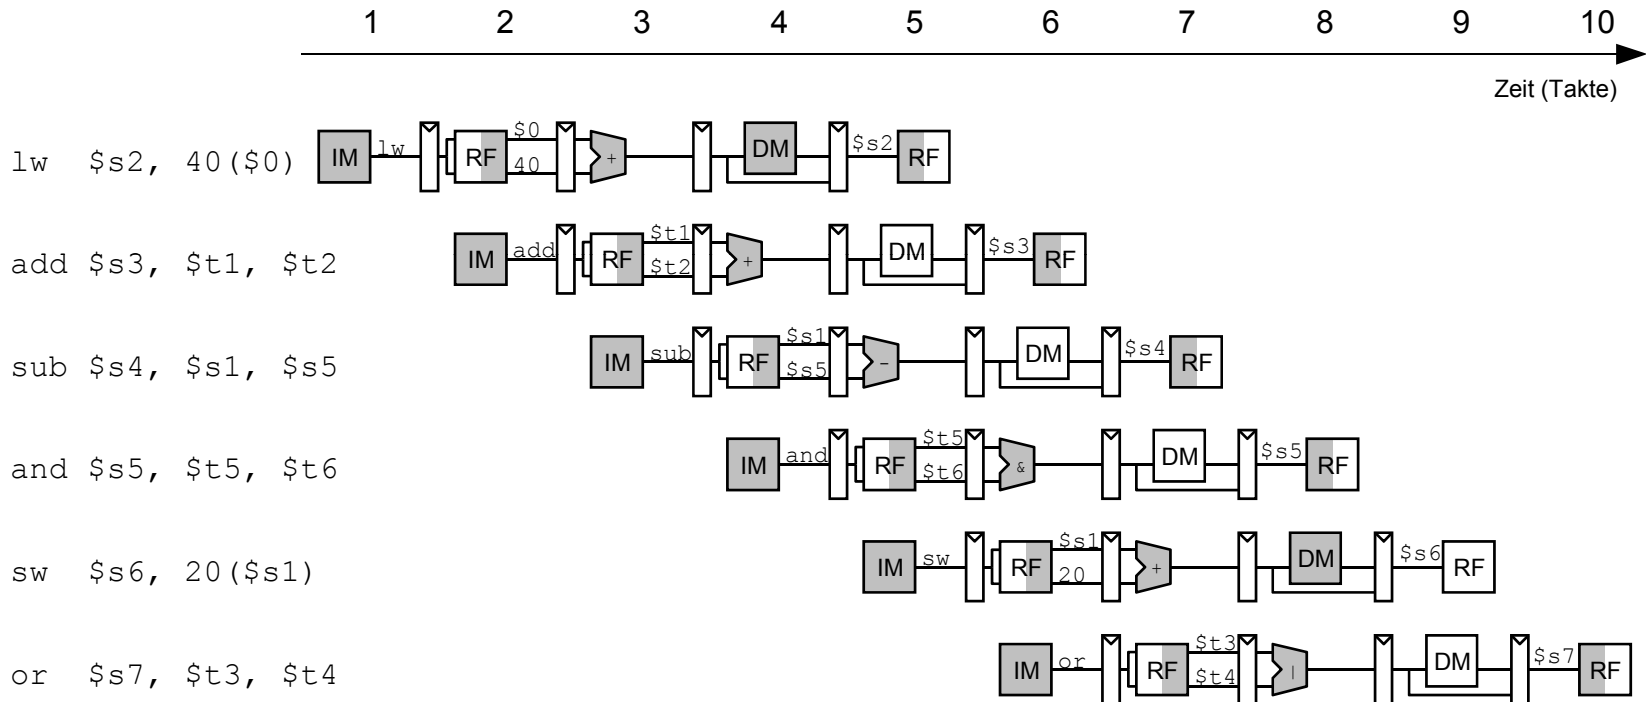 1 2 3 4 5 6 7 8 9 10
Zeit (Takte)
lw $s2, 40($0) IM lw RF $0 40 + DM $s2 RF
add $s3, $t1, $t2 IM add RF $t1 $t2 + DM $s3 RF
sub $s4, $s1, $s5 IM sub RF $s1 $s5 - DM $s4 RF
and $s5, $t5, $t6 IM and RF $t5 $t6 & DM $s5 RF
sw $s6, 20($s1) IM sw RF $s1 20 + DM $s6 RF
or $s7, $t3, $t4 IM or RF $t3 $t4 | DM $s7 RF